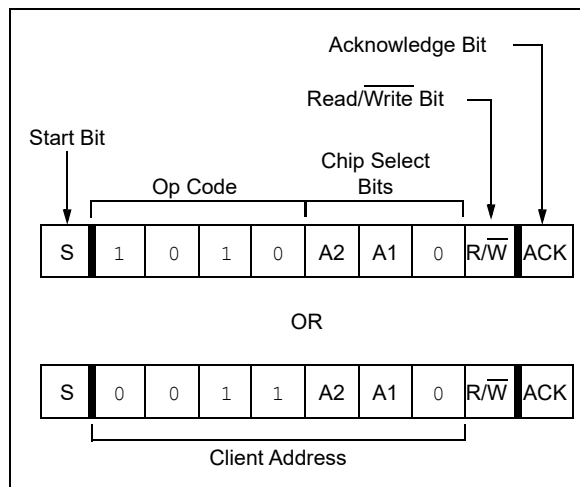 Acknowledge Bit
Read/Write Bit
Start Bit
Chip Select
Op Code Bits
S 1 0 1 0 A2 A1 0 R/W ACK
OR
S 0 0 1 1 A2 A1 0 R/W ACK
Client Address